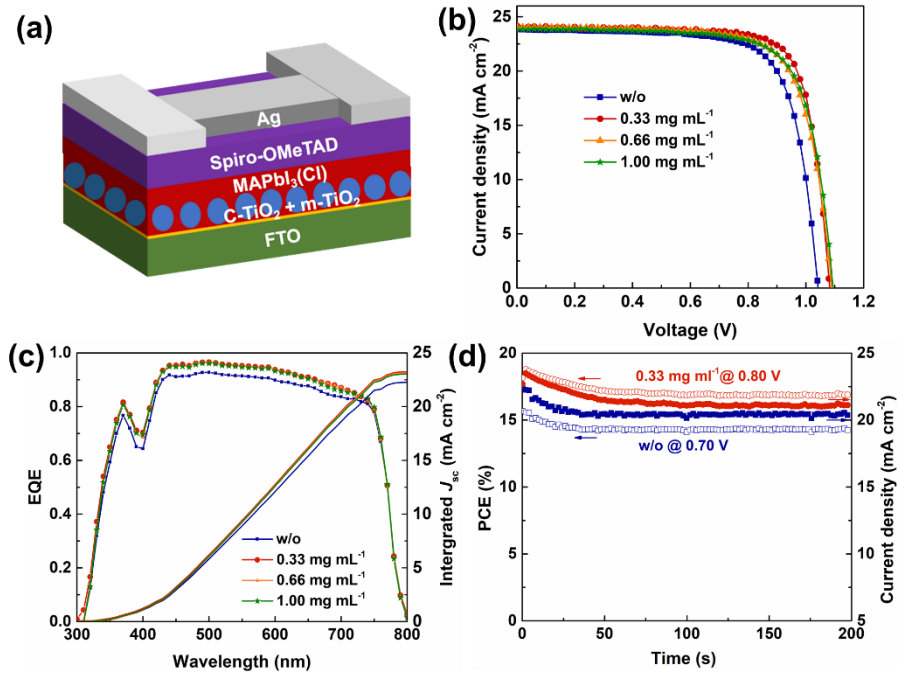 (a)
Ag
Spiro-OMeTAD
MAPbI₃(Cl)
C-TiO₂ + m-TiO₂
FTO
(b)
Current density (mA cm⁻²)
25
20
15
10
5
0
w/o
0.33 mg mL⁻¹
0.66 mg mL⁻¹
1.00 mg mL⁻¹
0.0 0.2 0.4 0.6 0.8 1.0 1.2
Voltage (V)
(c)
EQE
1.0
0.8
0.6
0.4
0.2
0.0
w/o
0.33 mg mL⁻¹
0.66 mg mL⁻¹
1.00 mg mL⁻¹
25
20
15
10
5
0
Intergrated Jsc (mA cm⁻²)
300 400 500 600 700 800
Wavelength (nm)
(d)
PCE (%)
20
15
10
5
0
0.33 mg ml⁻¹@ 0.80 V
w/o @ 0.70 V
25
20
15
10
5
0
Current density (mA cm⁻²)
0 50 100 150 200
Time (s)